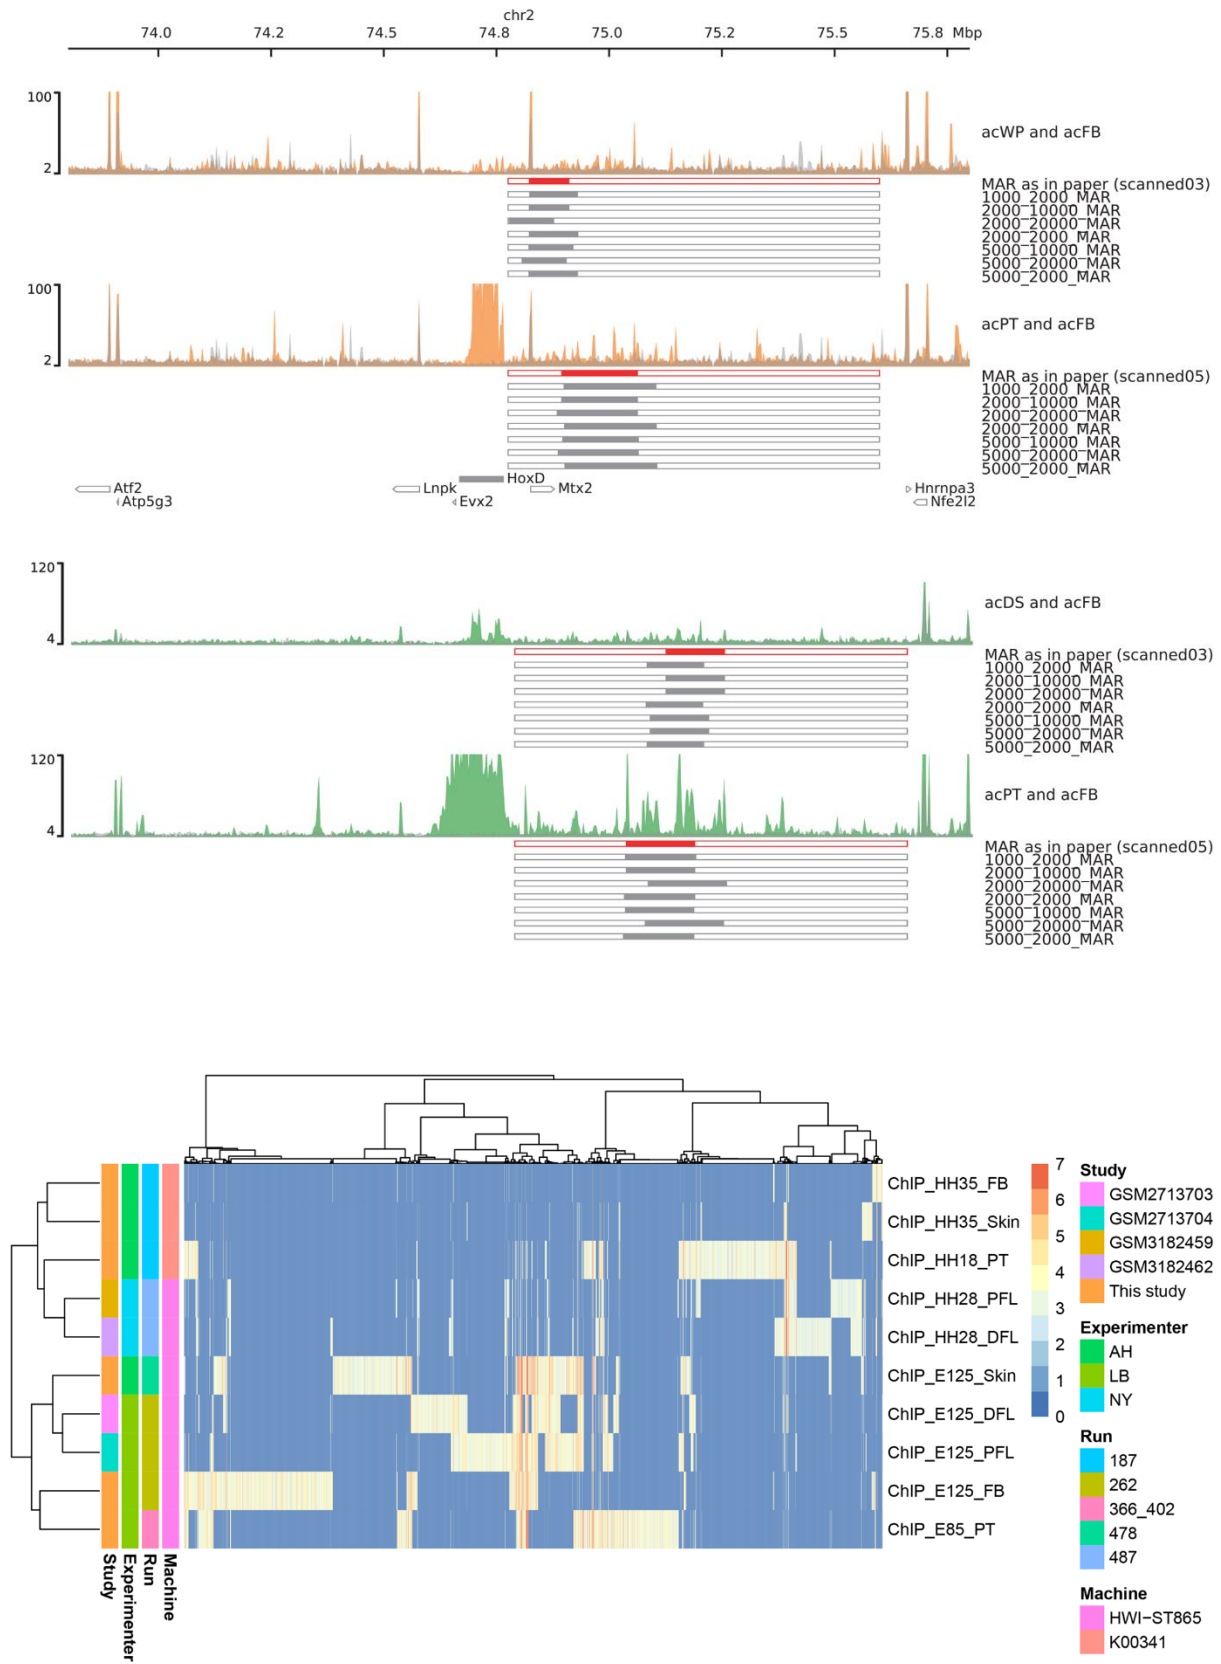 chr2
74.0 74.2 74.5 74.8 75.0 75.2 75.5 75.8 Mbp
100
2
acWP and acFB
MAR as in paper (scanned03)
1000_2000_MAR
2000_10000_MAR
2000_20000_MAR
2000_2000_MAR
5000_10000_MAR
5000_20000_MAR
5000_2000_MAR
100
2
acPT and acFB
MAR as in paper (scanned05)
1000_2000_MAR
2000_10000_MAR
2000_20000_MAR
2000_2000_MAR
5000_10000_MAR
5000_20000_MAR
5000_2000_MAR
HoxD
Atf2 Lnpk Mtx2 Hnrnpa3
Atp5g3 Evx2 Nfe2l2
120
4
acDS and acFB
MAR as in paper (scanned03)
1000_2000_MAR
2000_10000_MAR
2000_20000_MAR
2000_2000_MAR
5000_10000_MAR
5000_20000_MAR
5000_2000_MAR
120
4
acPT and acFB
MAR as in paper (scanned05)
1000_2000_MAR
2000_10000_MAR
2000_20000_MAR
2000_2000_MAR
5000_10000_MAR
5000_20000_MAR
5000_2000_MAR
ChIP_HH35_FB
ChIP_HH35_Skin
ChIP_HH18_PT
ChIP_HH28_PFL
ChIP_HH28_DFL
ChIP_E125_Skin
ChIP_E125_DFL
ChIP_E125_PFL
ChIP_E125_FB
ChIP_E85_PT
Study
Experimenter
Run
Machine
7
6
5
4
3
2
1
0
Study
GSM2713703
GSM2713704
GSM3182459
GSM3182462
This study
Experimenter
AH
LB
NY
Run
187
262
366_402
478
487
Machine
HWI−ST865
K00341